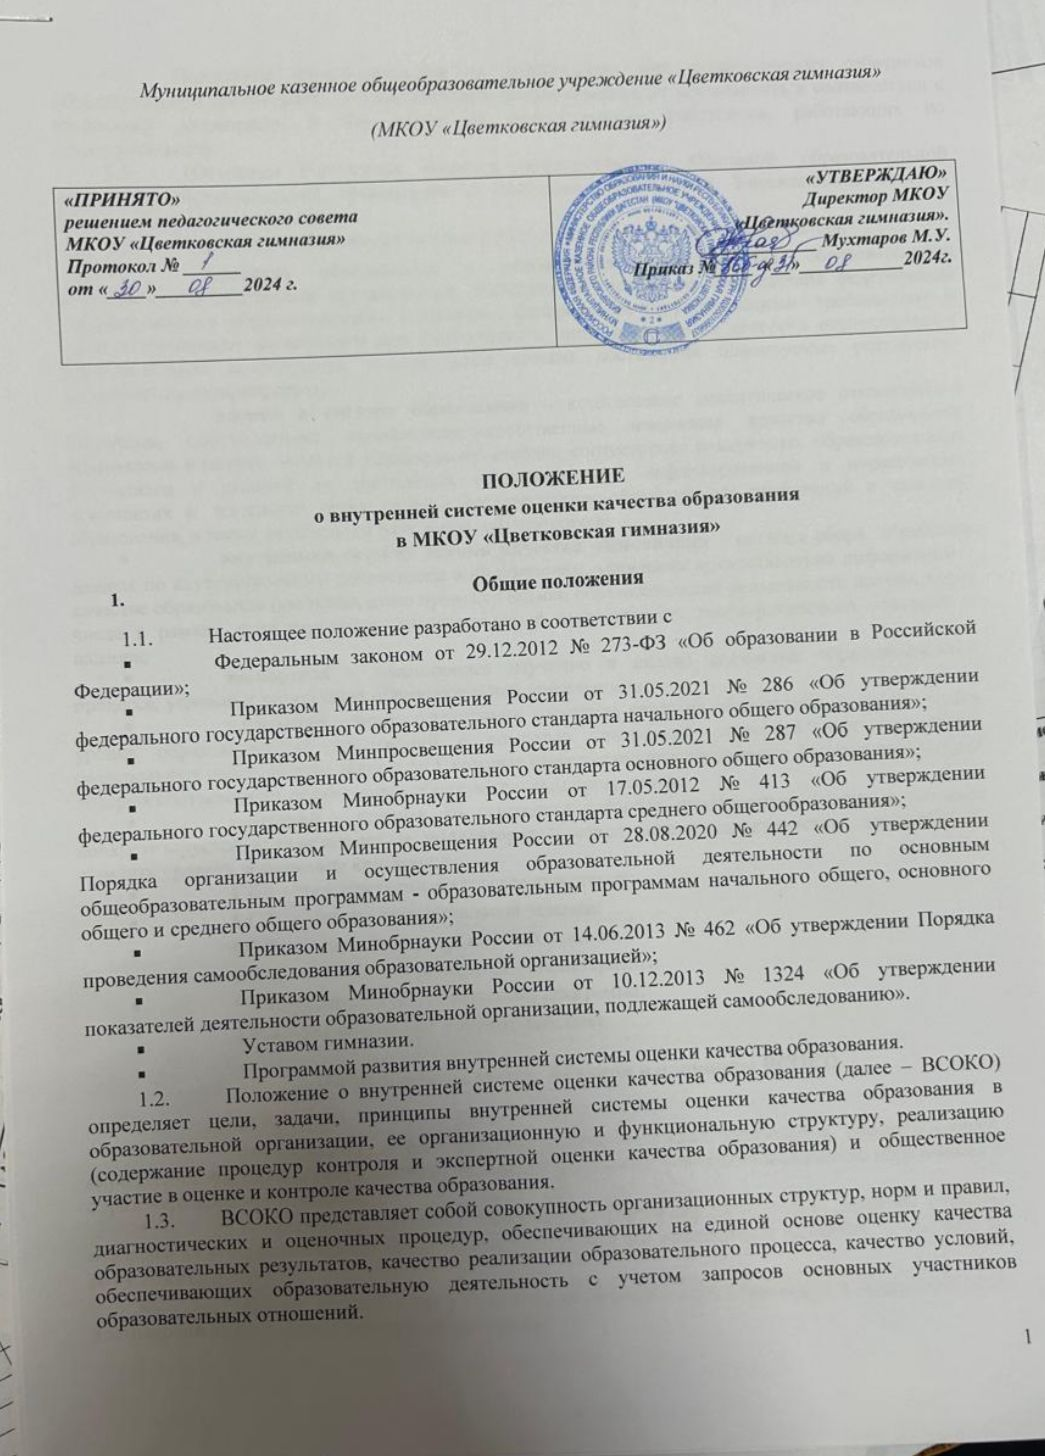 Муниципальное казенное общеобразовательное учреждение «Цветковская гимназия»
(МКОУ «Цветковская гимназия»)
«ПРИНЯТО»
решением педагогического совета
МКОУ «Цветковская гимназия»
Протокол № 1
от «30» 08 2024 г.
«УТВЕРЖДАЮ»
Директор МКОУ
«Цветковская гимназия».
Мухтаров М.У.
Приказ № «31» 08 2024г.
ПОЛОЖЕНИЕ
о внутренней системе оценки качества образования
в МКОУ «Цветковская гимназия»
1. Общие положения
1.1. Настоящее положение разработано в соответствии с
▪ Федеральным законом от 29.12.2012 № 273-ФЗ «Об образовании в Российской
Федерации»;
▪ Приказом Минпросвещения России от 31.05.2021 № 286 «Об утверждении
федерального государственного образовательного стандарта начального общего образования»;
▪ Приказом Минпросвещения России от 31.05.2021 № 287 «Об утверждении
федерального государственного образовательного стандарта основного общего образования»;
▪ Приказом Минобрнауки России от 17.05.2012 № 413 «Об утверждении
федерального государственного образовательного стандарта среднего общегообразования»;
▪ Приказом Минпросвещения России от 28.08.2020 № 442 «Об утверждении
Порядка организации и осуществления образовательной деятельности по основным
общеобразовательным программам - образовательным программам начального общего, основного
общего и среднего общего образования»;
▪ Приказом Минобрнауки России от 14.06.2013 № 462 «Об утверждении Порядка
проведения самообследования образовательной организацией»;
▪ Приказом Минобрнауки России от 10.12.2013 № 1324 «Об утверждении
показателей деятельности образовательной организации, подлежащей самообследованию».
▪ Уставом гимназии.
▪ Программой развития внутренней системы оценки качества образования.
1.2. Положение о внутренней системе оценки качества образования (далее – ВСОКО)
определяет цели, задачи, принципы внутренней системы оценки качества образования в
образовательной организации, ее организационную и функциональную структуру, реализацию
(содержание процедур контроля и экспертной оценки качества образования) и общественное
участие в оценке и контроле качества образования.
1.3. ВСОКО представляет собой совокупность организационных структур, норм и правил,
диагностических и оценочных процедур, обеспечивающих на единой основе оценку качества
образовательных результатов, качество реализации образовательного процесса, качество условий,
обеспечивающих образовательную деятельность с учетом запросов основных участников
образовательных отношений.
1